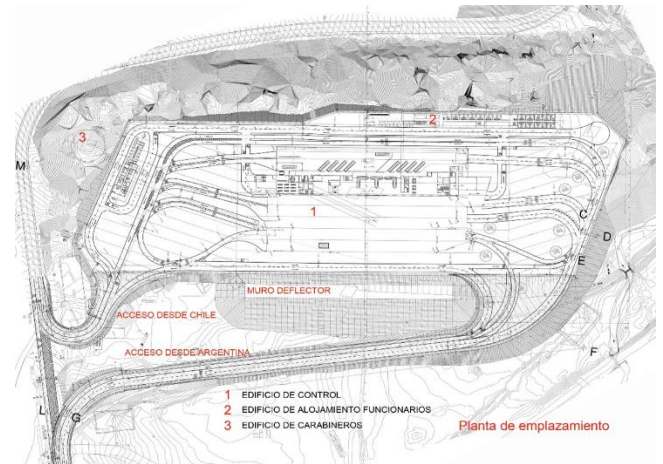 2
3
M
1
C
D
E
MURO DEFLECTOR
ACCESO DESDE CHILE
ACCESO DESDE ARGENTINA
F
L
G
1 EDIFICIO DE CONTROL
2 EDIFICIO DE ALOJAMIENTO FUNCIONARIOS
3 EDIFICIO DE CARABINEROS
Planta de emplazamiento